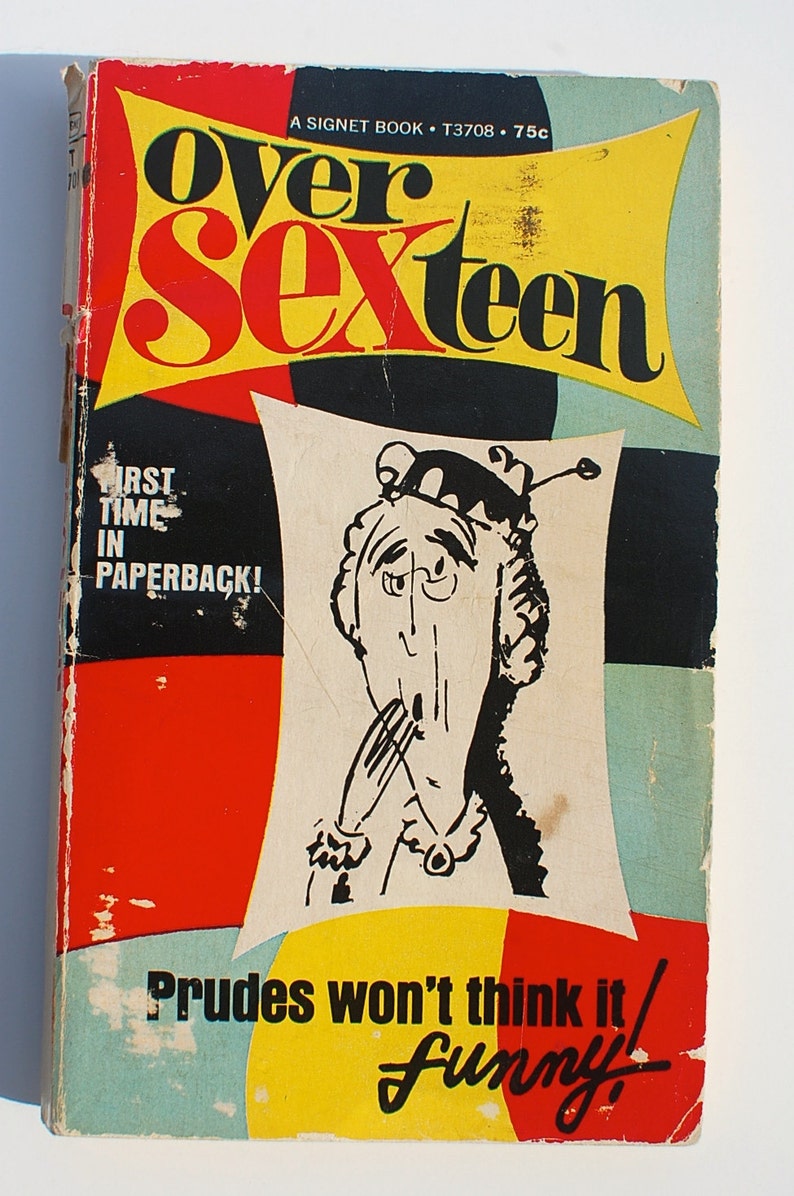 A SIGNET BOOK • T3708 • 75c
over
sexteen
FIRST
TIME
IN
PAPERBACK!
Prudes won't think it
funny!